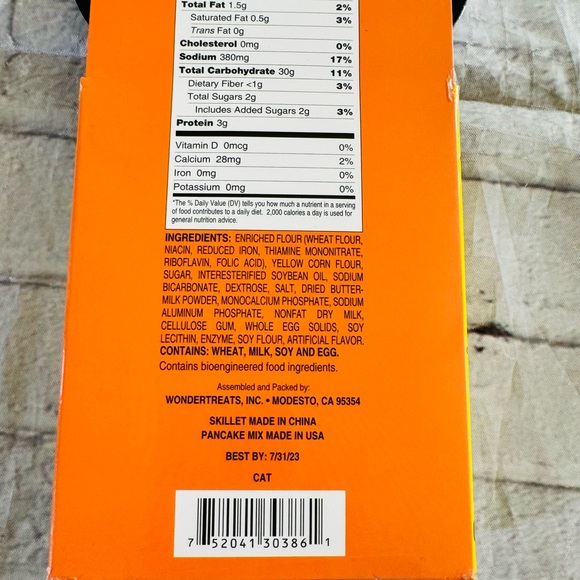 Total Fat 1.5g 2%
Saturated Fat 0.5g 3%
Trans Fat 0g
Cholesterol 0mg 0%
Sodium 380mg 17%
Total Carbohydrate 30g 11%
Dietary Fiber <1g 3%
Total Sugars 2g
Includes Added Sugars 2g 3%
Protein 3g
Vitamin D 0mcg 0%
Calcium 28mg 2%
Iron 0mg 0%
Potassium 0mg 0%
*The % Daily Value (DV) tells you how much a nutrient in a serving
of food contributes to a daily diet. 2,000 calories a day is used for
general nutrition advice.
INGREDIENTS: ENRICHED FLOUR (WHEAT FLOUR,
NIACIN, REDUCED IRON, THIAMINE MONONITRATE,
RIBOFLAVIN, FOLIC ACID), YELLOW CORN FLOUR,
SUGAR, INTERESTERIFIED SOYBEAN OIL, SODIUM
BICARBONATE, DEXTROSE, SALT, DRIED BUTTER-
MILK POWDER, MONOCALCIUM PHOSPHATE, SODIUM
ALUMINUM PHOSPHATE, NONFAT DRY MILK,
CELLULOSE GUM, WHOLE EGG SOLIDS, SOY
LECITHIN, ENZYME, SOY FLOUR, ARTIFICIAL FLAVOR.
CONTAINS: WHEAT, MILK, SOY AND EGG.
Contains bioengineered food ingredients.
Assembled and Packed by:
WONDERTREATS, INC. • MODESTO, CA 95354
SKILLET MADE IN CHINA
PANCAKE MIX MADE IN USA
BEST BY: 7/31/23
CAT
7 52041 30386 1